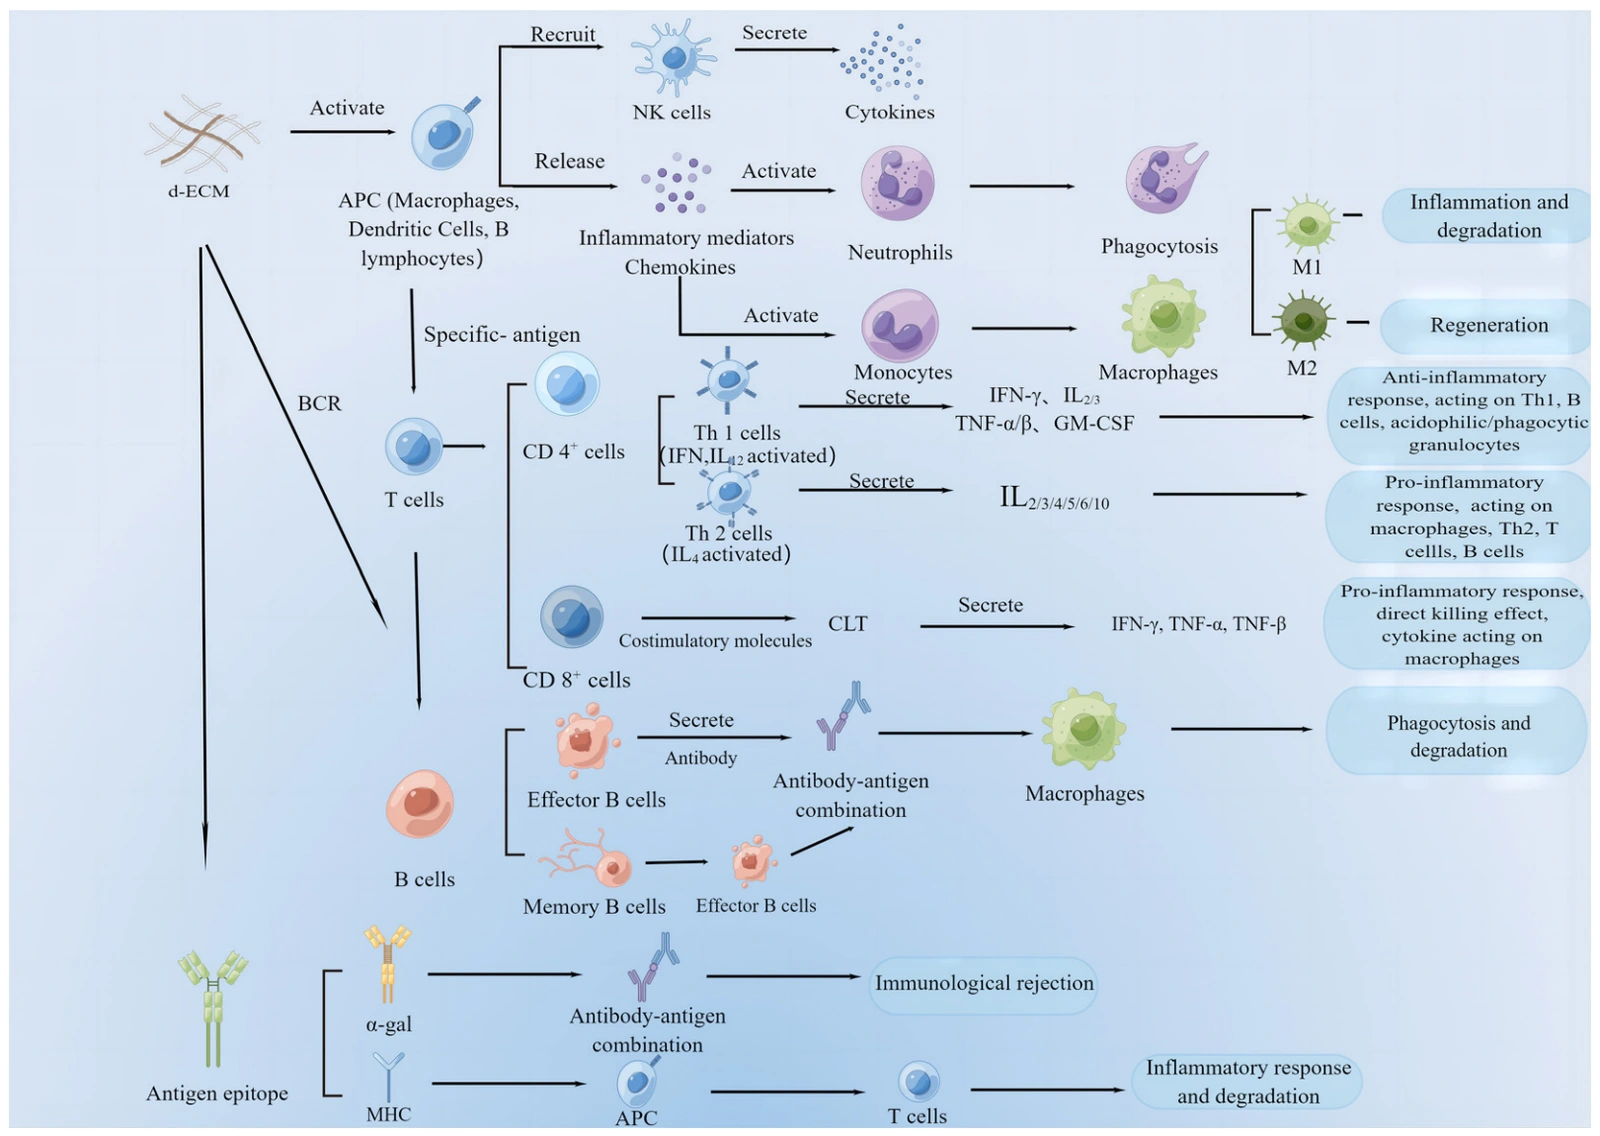 Recruit
Secrete
NK cells
Cytokines
Activate
d-ECM
APC (Macrophages,
Dendritic Cells, B
lymphocytes)
Release
Activate
Inflammatory mediators
Chemokines
Neutrophils
Phagocytosis
M1
Inflammation and
degradation
Activate
Monocytes
Macrophages
M2
Regeneration
Specific- antigen
BCR
T cells
CD 4⁺ cells
Th 1 cells
(IFN,IL₁₂ activated)
Secrete
IFN-γ、IL₂/₃
TNF-α/β、GM-CSF
Anti-inflammatory
response, acting on Th1, B
cells, acidophilic/phagocytic
granulocytes
Th 2 cells
(IL₄ activated)
Secrete
IL₂/₃/₄/₅/₆/₁₀
Pro-inflammatory
response, acting on
macrophages, Th2, T
cellls, B cells
CD 8⁺ cells
Costimulatory molecules
CLT
Secrete
IFN-γ, TNF-α, TNF-β
Pro-inflammatory response,
direct killing effect,
cytokine acting on
macrophages
B cells
Effector B cells
Secrete
Antibody
Antibody-antigen
combination
Macrophages
Phagocytosis and
degradation
Memory B cells
Effector B cells
Antigen epitope
α-gal
Antibody-antigen
combination
Immunological rejection
MHC
APC
T cells
Inflammatory response
and degradation